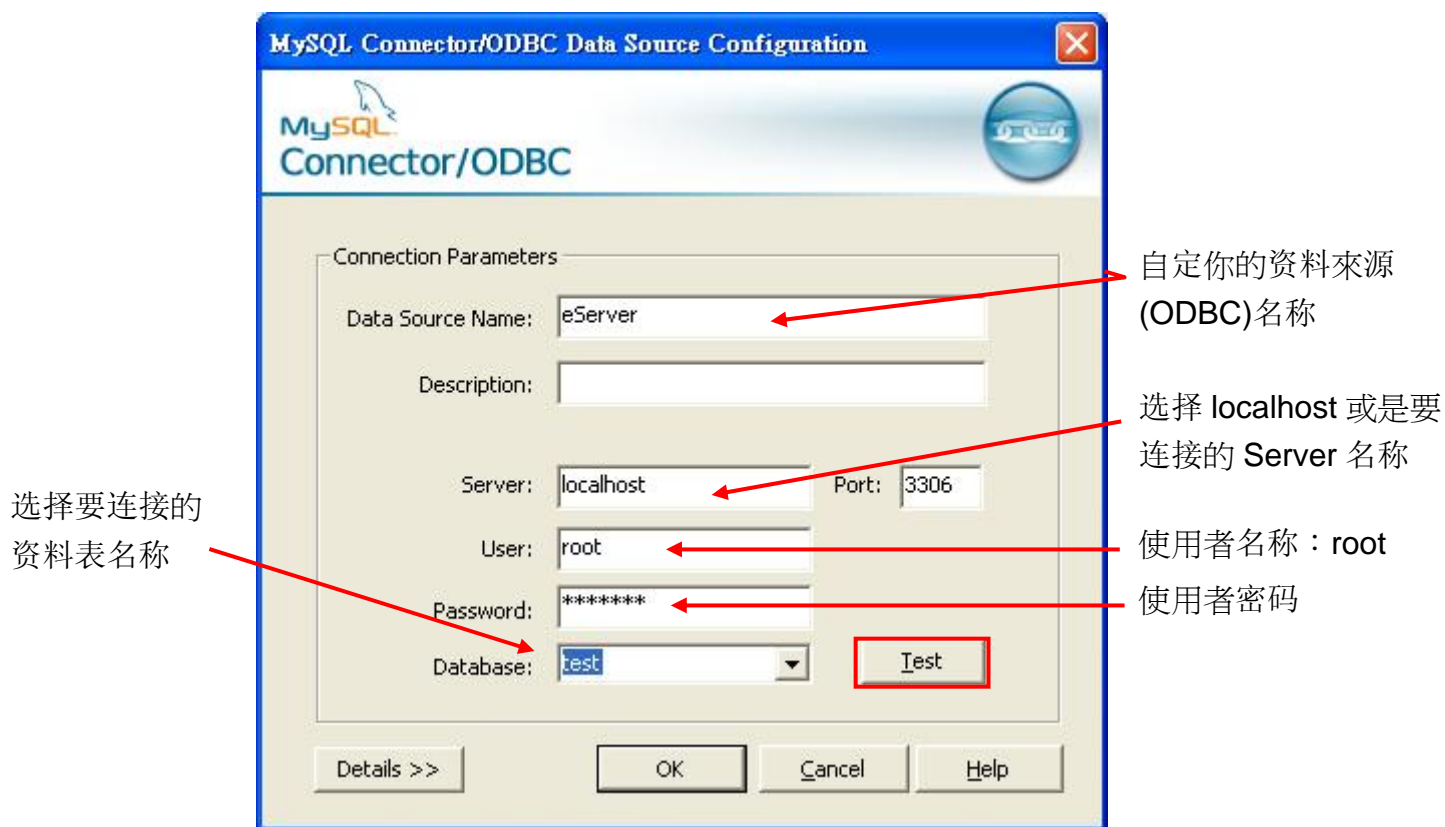 MySQL Connector/ODBC Data Source Configuration
MySQL
Connector/ODBC
Connection Parameters
Data Source Name: eServer
Description:
Server: localhost Port: 3306
User: root
Password: *******
Database: test
Test
Details >> OK Cancel Help
自定你的资料來源
(ODBC)名称
选择 localhost 或是要
连接的 Server 名称
使用者名称：root
使用者密码
选择要连接的
资料表名称